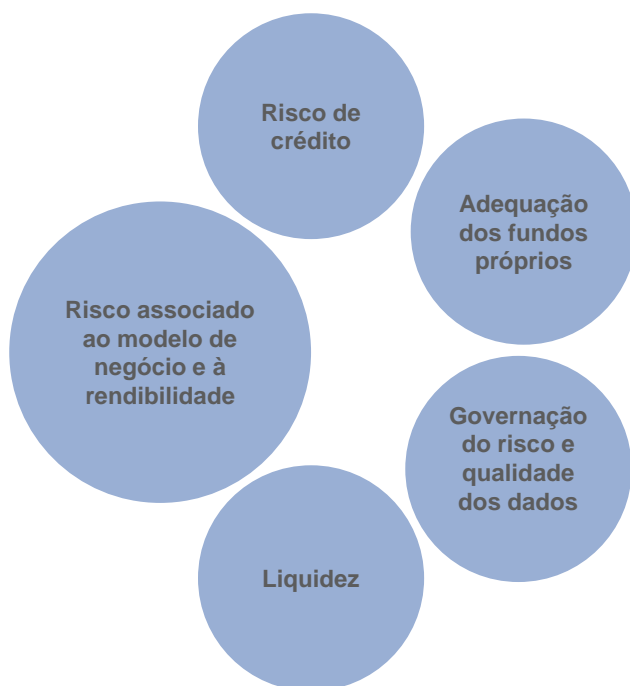 Risco de
crédito
Adequação
dos fundos
próprios
Risco associado
ao modelo de
negócio e à
rendibilidade
Governação
do risco e
qualidade
dos dados
Liquidez